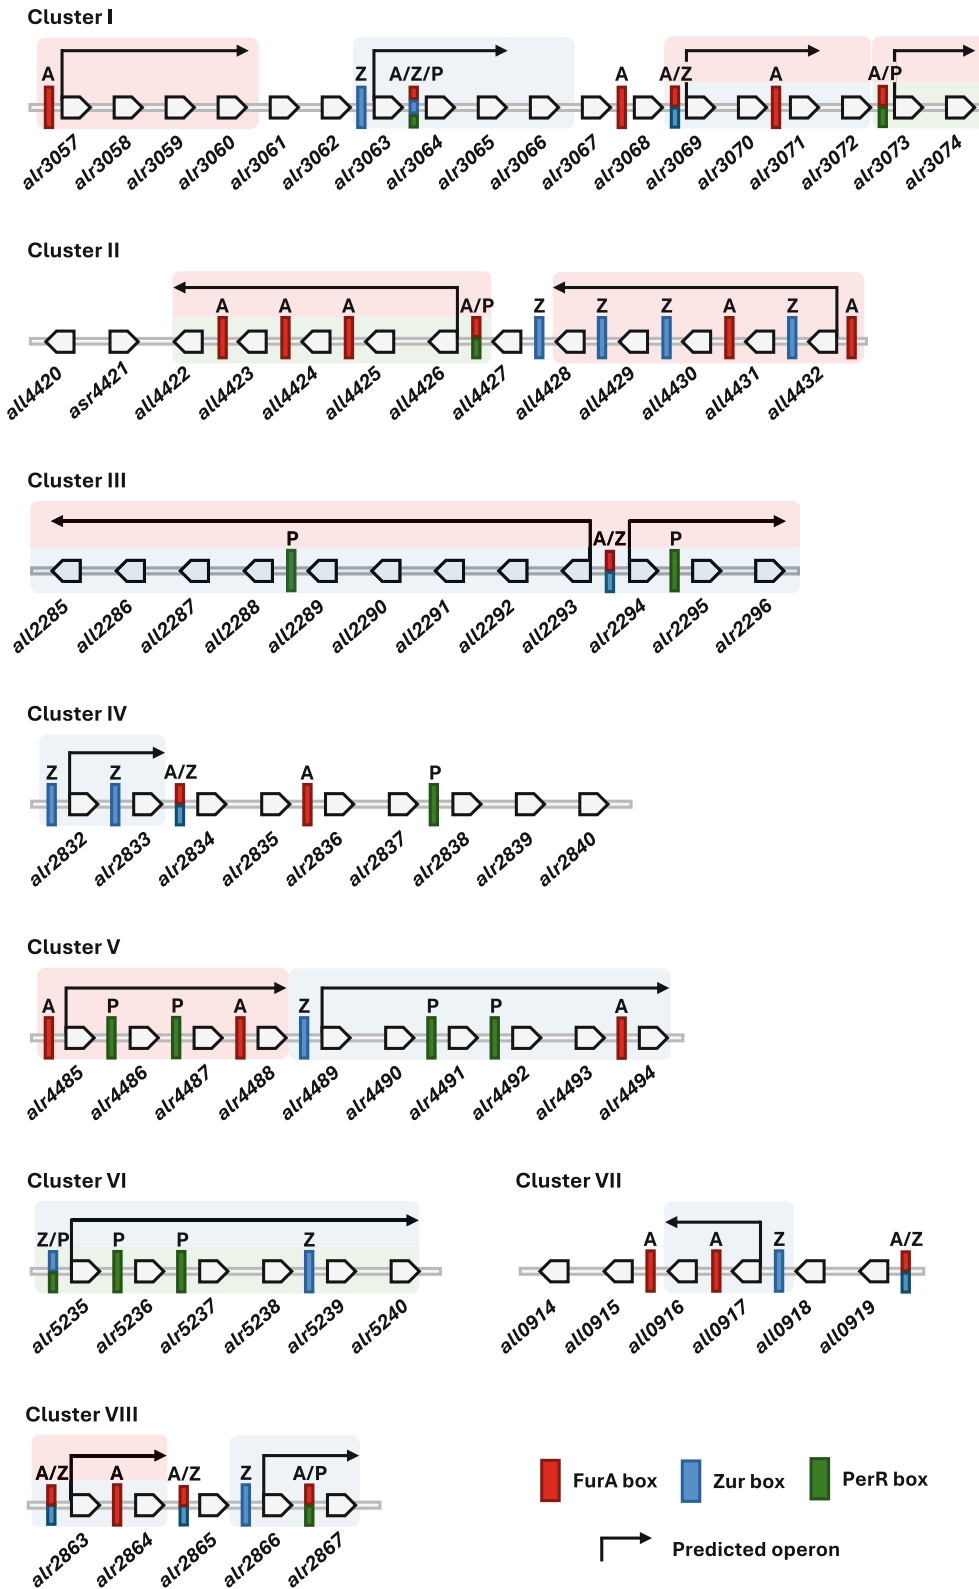 Cluster I
A Z A/Z/P A A/Z A A/P
alr3057 alr3058 alr3059 alr3060 alr3061 alr3062 alr3063 alr3064 alr3065 alr3066 alr3067 alr3068 alr3069 alr3070 alr3071 alr3072 alr3073 alr3074
Cluster II
A A A A/P Z Z Z A Z A
all4420 asr4421 all4422 all4423 all4424 all4425 all4426 all4427 all4428 all4429 all4430 all4431 all4432
Cluster III
P A/Z P
all2285 all2286 all2287 all2288 all2289 all2290 all2291 all2292 all2293 alr2294 alr2295 alr2296
Cluster IV
Z Z A/Z A P
alr2832 alr2833 alr2834 alr2835 alr2836 alr2837 alr2838 alr2839 alr2840
Cluster V
A P P A Z P P A
alr4485 alr4486 alr4487 alr4488 alr4489 alr4490 alr4491 alr4492 alr4493 alr4494
Cluster VI
Z/P P P Z
alr5235 alr5236 alr5237 alr5238 alr5239 alr5240
Cluster VII
A A Z A/Z
all0914 all0915 all0916 all0917 all0918 all0919
Cluster VIII
A/Z A A/Z Z A/P
alr2863 alr2864 alr2865 alr2866 alr2867
FurA box Zur box PerR box
Predicted operon